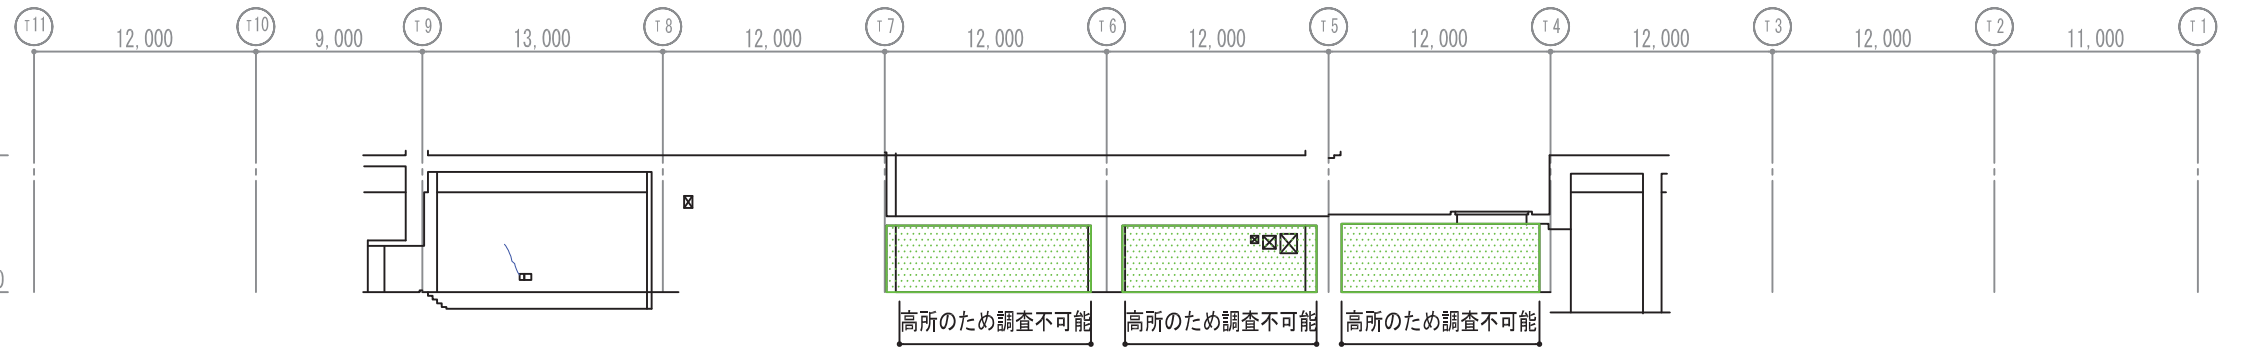 T11 T10 T9 T8 T7 T6 T5 T4 T3 T2 T1
12,000 9,000 13,000 12,000 12,000 12,000 12,000 12,000 12,000 11,000
高所のため調査不可能 高所のため調査不可能 高所のため調査不可能